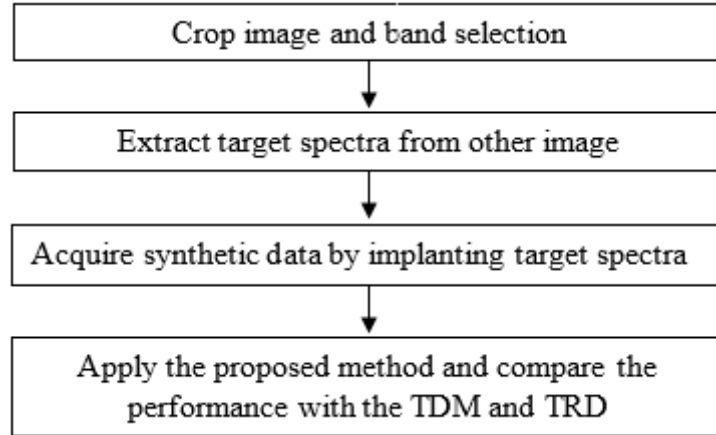 Crop image and band selection
Extract target spectra from other image
Acquire synthetic data by implanting target spectra
Apply the proposed method and compare the
performance with the TDM and TRD